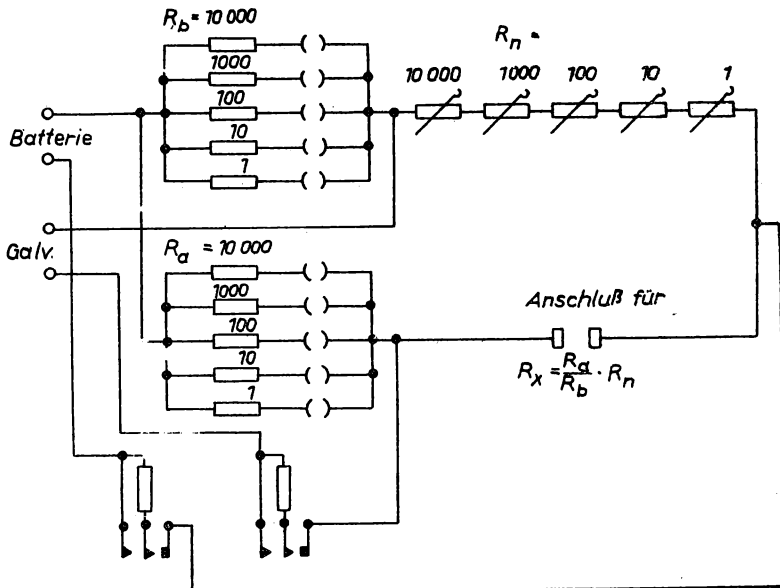 R_b = 10 000
1000
100
10
1
R_n =
10 000 1000 100 10 1
Batterie
Galv.
R_a = 10 000
1000
100
10
1
Anschluß für
R_x = R_a/R_b · R_n